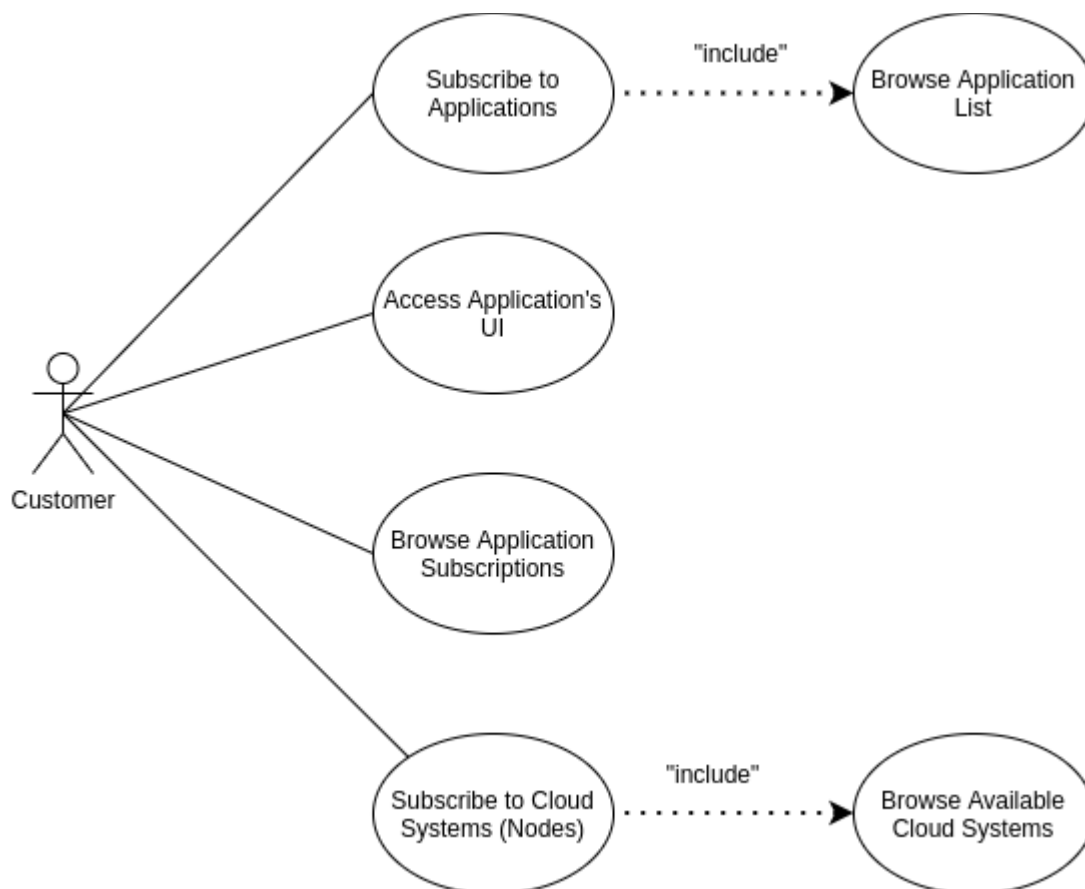 Subscribe to
Applications
"include"
Browse Application
List
Access Application's
UI
Customer
Browse Application
Subscriptions
Subscribe to Cloud
Systems (Nodes)
"include"
Browse Available
Cloud Systems